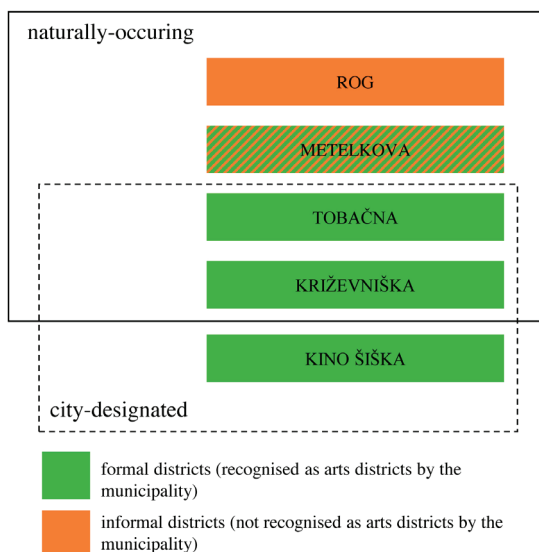 naturally-occuring
ROG
METELKOVA
TOBAČNA
KRIŽEVNIŠKA
KINO ŠIŠKA
city-designated
formal districts (recognised as arts districts by the
municipality)
informal districts (not recognised as arts districts by the
municipality)